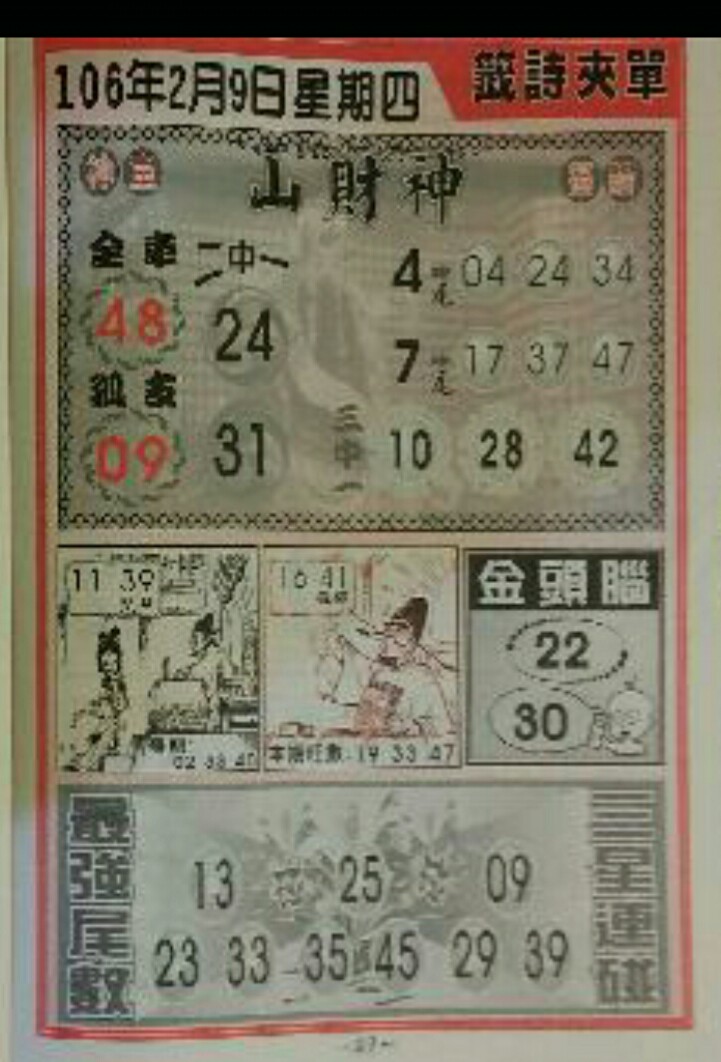 106年2月9日星期四
籤詩夾單
山財神
全車 二中一
48 24
4 尾 04 24 34
7 尾 17 37 47
09 31
三中一 10 28 42
11 39
16 41
金頭腦
22
30
本期旺數:19 33 47
最強尾數
13 25 09
23 33 35 45 29 39
三星連碰